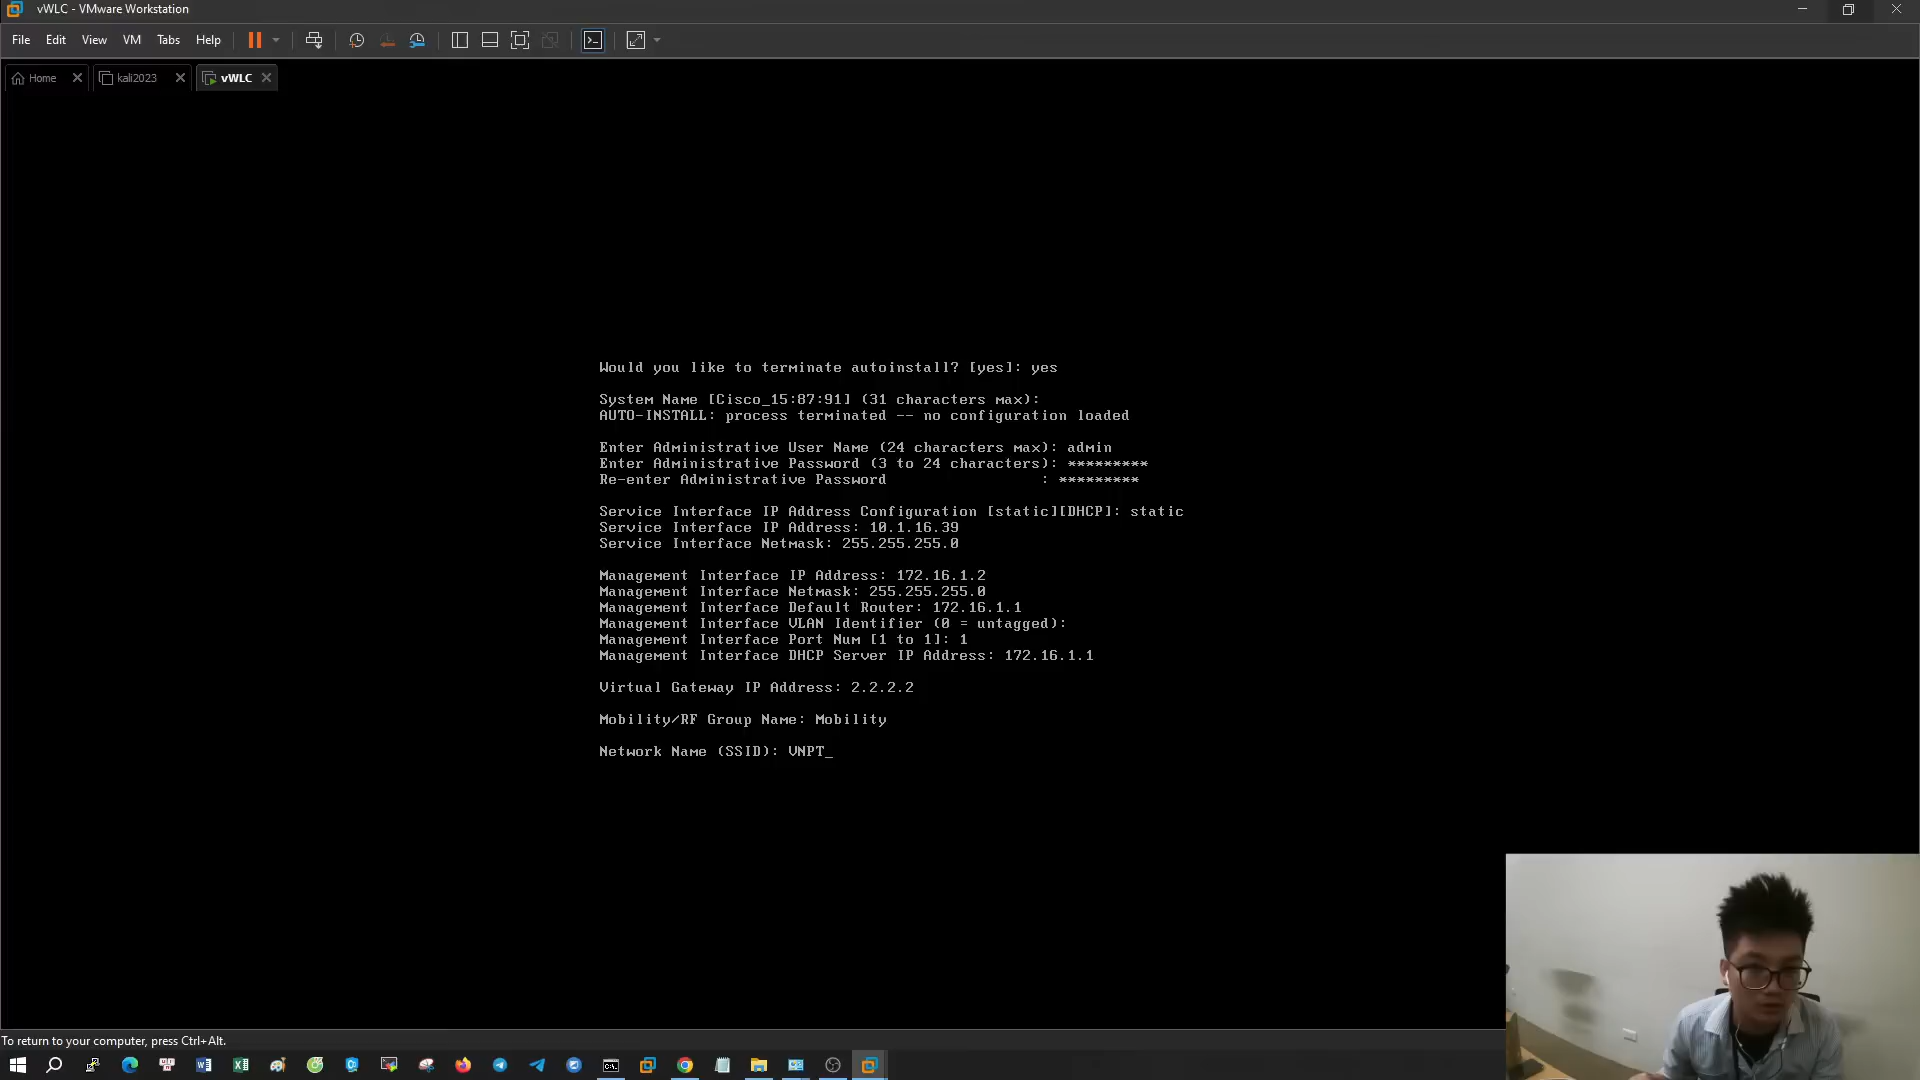 vWLC - VMware Workstation
File Edit View VM Tabs Help
Home kali2023 vWLC
Would you like to terminate autoinstall? [yes]: yes
System Name [Cisco_15:87:91] (31 characters max):
AUTO-INSTALL: process terminated -- no configuration loaded
Enter Administrative User Name (24 characters max): admin
Enter Administrative Password (3 to 24 characters): *********
Re-enter Administrative Password : *********
Service Interface IP Address Configuration [static][DHCP]: static
Service Interface IP Address: 10.1.16.39
Service Interface Netmask: 255.255.255.0
Management Interface IP Address: 172.16.1.2
Management Interface Netmask: 255.255.255.0
Management Interface Default Router: 172.16.1.1
Management Interface VLAN Identifier (0 = untagged):
Management Interface Port Num [1 to 1]: 1
Management Interface DHCP Server IP Address: 172.16.1.1
Virtual Gateway IP Address: 2.2.2.2
Mobility/RF Group Name: Mobility
Network Name (SSID): VNPT_
To return to your computer, press Ctrl+Alt.